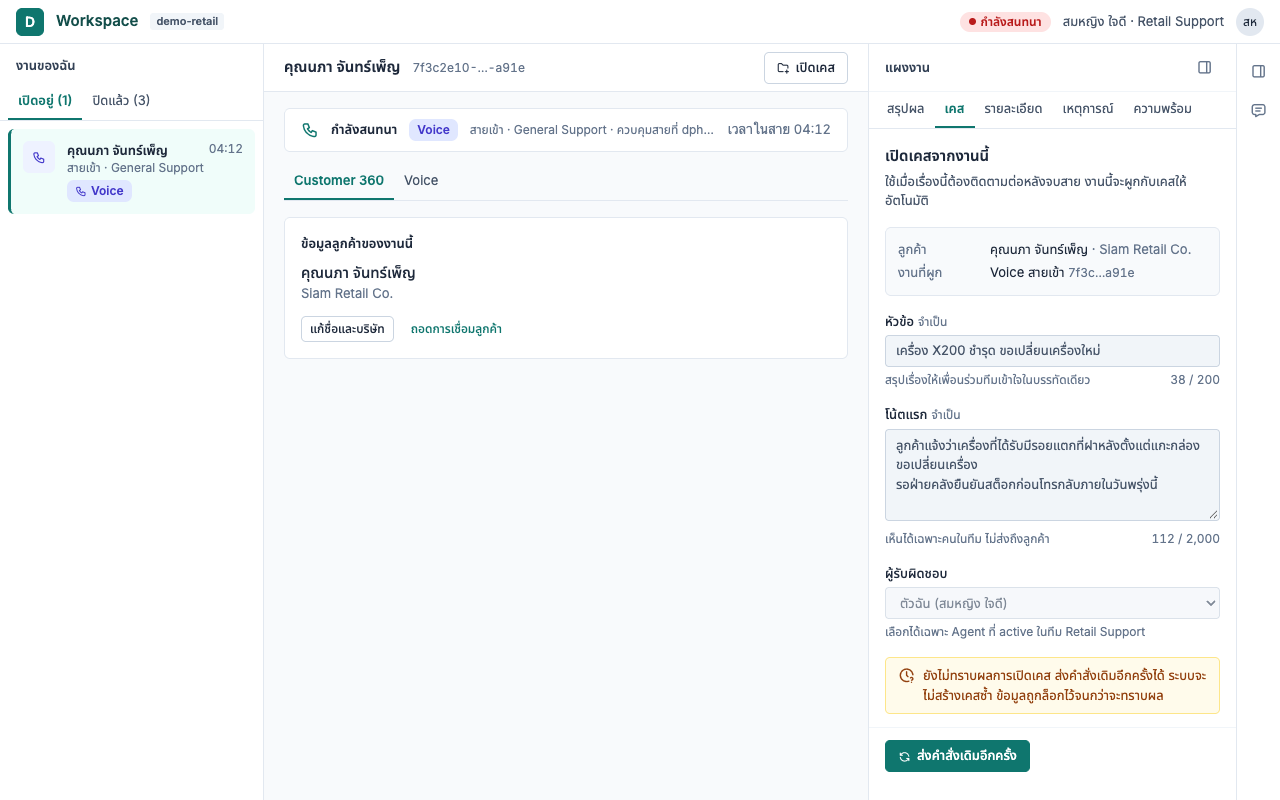 D Workspace demo-retail
กำลังสนทนา สมหญิง ใจดี · Retail Support สห
งานของฉัน
เปิดอยู่ (1) ปิดแล้ว (3)
คุณนภา จันทร์เพ็ญ 04:12
สายเข้า · General Support
Voice
คุณนภา จันทร์เพ็ญ 7f3c2e10-…-a91e เปิดเคส
กำลังสนทนา Voice สายเข้า · General Support · ควบคุมสายที่ dph... เวลาในสาย 04:12
Customer 360 Voice
ข้อมูลลูกค้าของงานนี้
คุณนภา จันทร์เพ็ญ
Siam Retail Co.
แก้ชื่อและบริษัท ถอดการเชื่อมลูกค้า
แผงงาน
สรุปผล เคส รายละเอียด เหตุการณ์ ความพร้อม
เปิดเคสจากงานนี้
ใช้เมื่อเรื่องนี้ต้องติดตามต่อหลังจบสาย งานนี้จะผูกกับเคสให้
อัตโนมัติ
ลูกค้า คุณนภา จันทร์เพ็ญ · Siam Retail Co.
งานที่ผูก Voice สายเข้า 7f3c…a91e
หัวข้อ จำเป็น
เครื่อง X200 ชำรุด ขอเปลี่ยนเครื่องใหม่
สรุปเรื่องให้เพื่อนร่วมทีมเข้าใจในบรรทัดเดียว 38 / 200
โน้ตแรก จำเป็น
ลูกค้าแจ้งว่าเครื่องที่ได้รับมีรอยแตกที่ฝาหลังตั้งแต่แกะกล่อง
ขอเปลี่ยนเครื่อง
รอฝ่ายคลังยืนยันสต็อกก่อนโทรกลับภายในวันพรุ่งนี้
เห็นได้เฉพาะคนในทีม ไม่ส่งถึงลูกค้า 112 / 2,000
ผู้รับผิดชอบ
ตัวฉัน (สมหญิง ใจดี)
เลือกได้เฉพาะ Agent ที่ active ในทีม Retail Support
ยังไม่ทราบผลการเปิดเคส ส่งคำสั่งเดิมอีกครั้งได้ ระบบจะ
ไม่สร้างเคสซ้ำ ข้อมูลถูกล็อกไว้จนกว่าจะทราบผล
ส่งคำสั่งเดิมอีกครั้ง